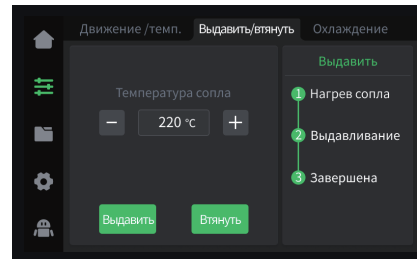 Движение /темп. Выдавить/втянуть Охлаждение
Выдавить
Температура сопла
1 Нагрев сопла
− 220 °C +
2 Выдавливание
3 Завершена
Выдавить Втянуть